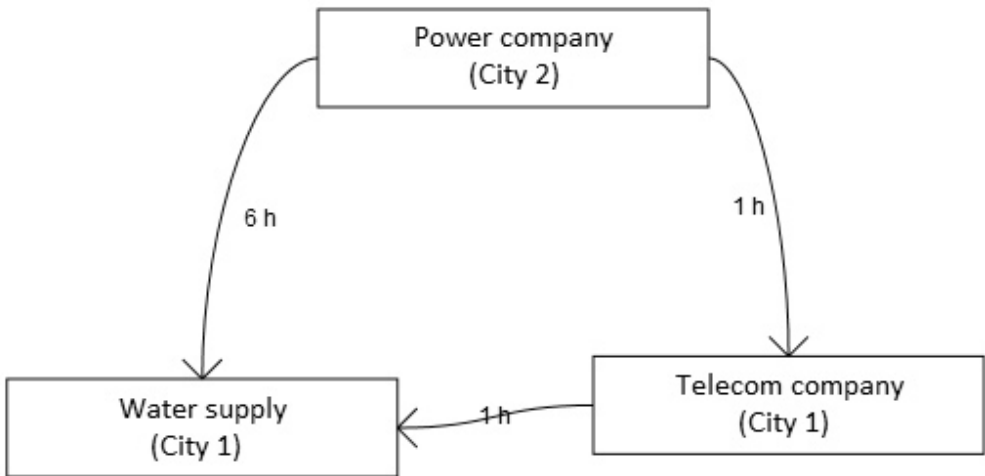 Power company
(City 2)
6 h
1 h
Water supply
(City 1)
1 h
Telecom company
(City 1)